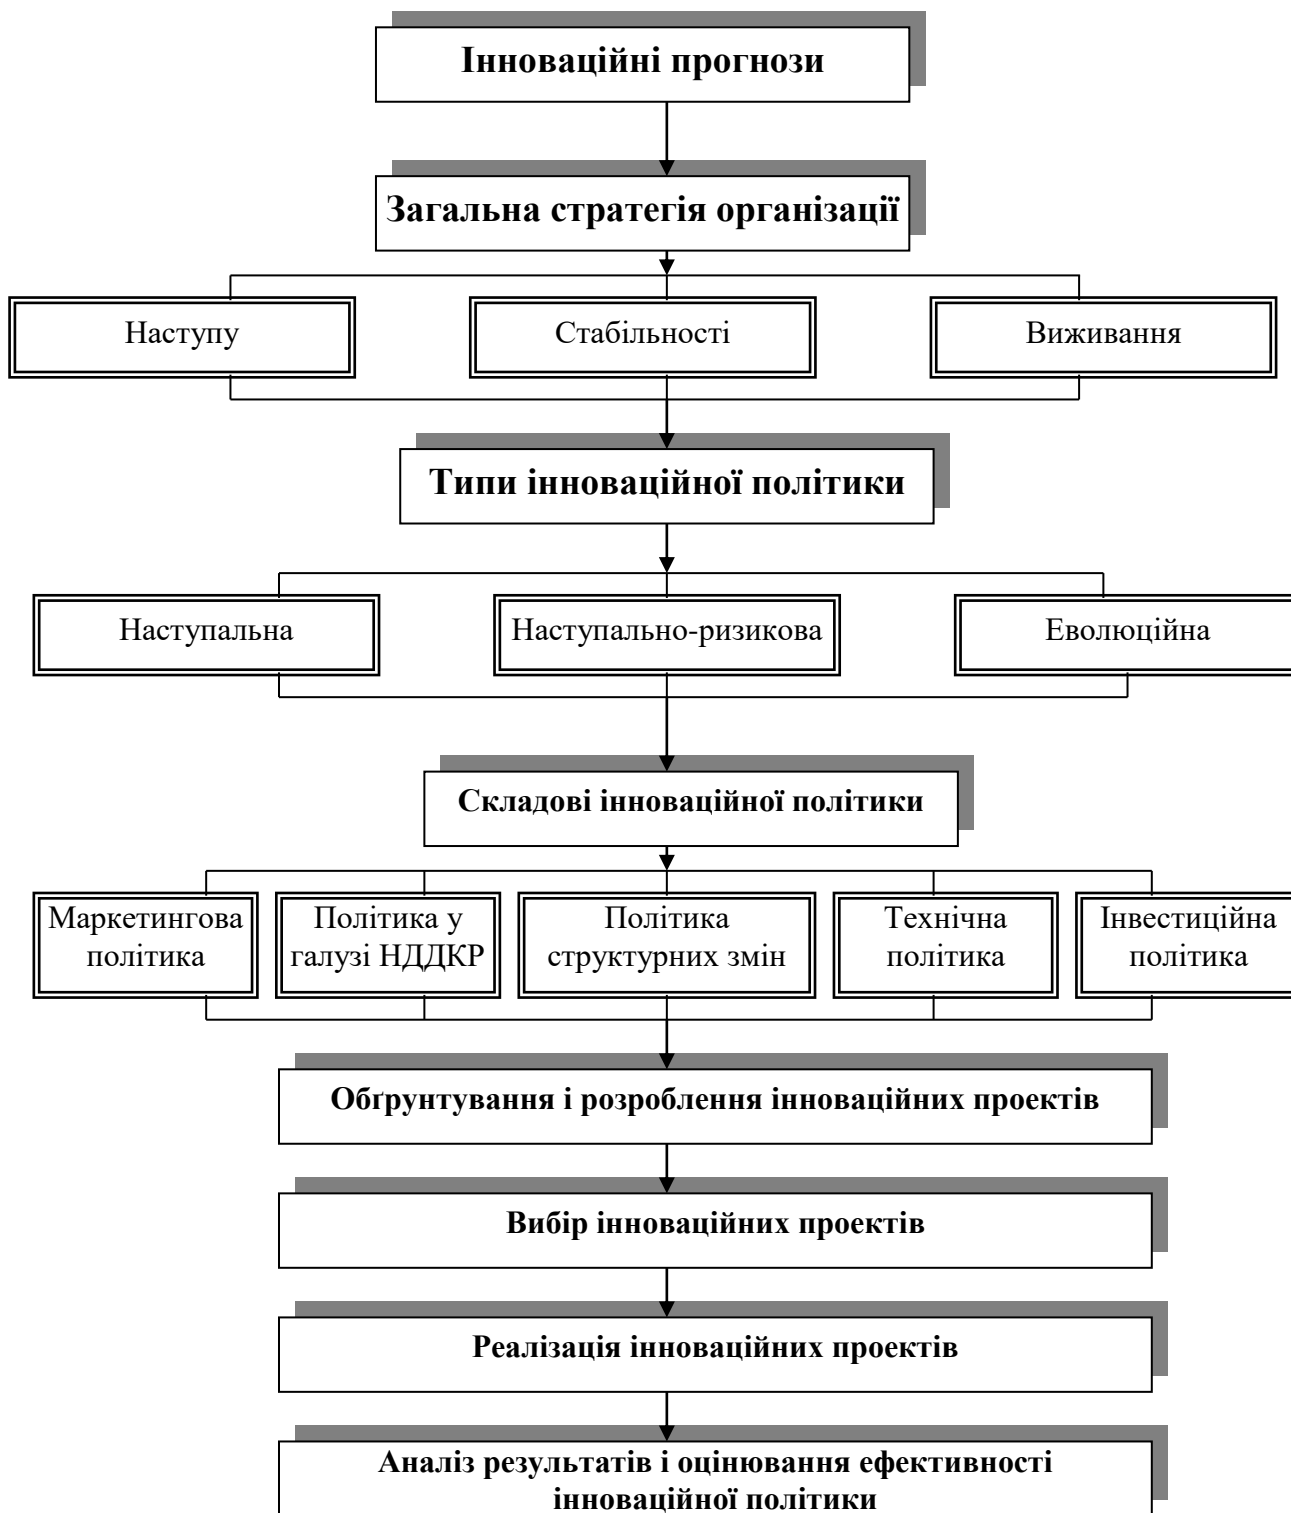 Інноваційні прогнози
Загальна стратегія організації
Наступу
Стабільності
Виживання
Типи інноваційної політики
Наступальна
Наступально-ризикова
Еволюційна
Складові інноваційної політики
Маркетингова
політика
Політика у
галузі НДДКР
Політика
структурних змін
Технічна
політика
Інвестиційна
політика
Обґрунтування і розроблення інноваційних проектів
Вибір інноваційних проектів
Реалізація інноваційних проектів
Аналіз результатів і оцінювання ефективності
інноваційної політики